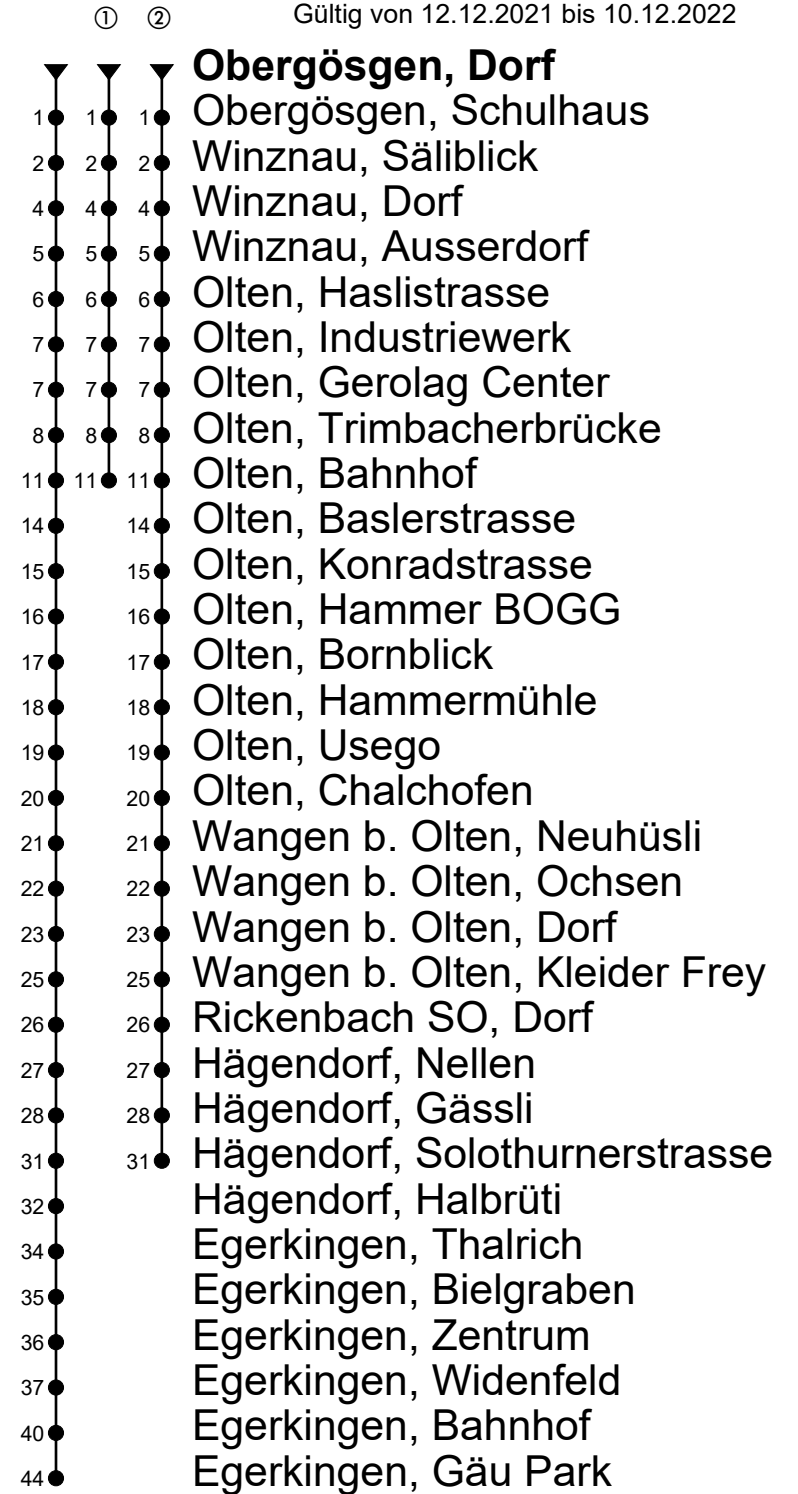 ① ② Gültig von 12.12.2021 bis 10.12.2022
Obergösgen, Dorf
1 1 1 Obergösgen, Schulhaus
2 2 2 Winznau, Säliblick
4 4 4 Winznau, Dorf
5 5 5 Winznau, Ausserdorf
6 6 6 Olten, Haslistrasse
7 7 7 Olten, Industriewerk
7 7 7 Olten, Gerolag Center
8 8 8 Olten, Trimbacherbrücke
11 11 11 Olten, Bahnhof
14 14 Olten, Baslerstrasse
15 15 Olten, Konradstrasse
16 16 Olten, Hammer BOGG
17 17 Olten, Bornblick
18 18 Olten, Hammermühle
19 19 Olten, Usego
20 20 Olten, Chalchofen
21 21 Wangen b. Olten, Neuhüsli
22 22 Wangen b. Olten, Ochsen
23 23 Wangen b. Olten, Dorf
25 25 Wangen b. Olten, Kleider Frey
26 26 Rickenbach SO, Dorf
27 27 Hägendorf, Nellen
28 28 Hägendorf, Gässli
31 31 Hägendorf, Solothurnerstrasse
32 Hägendorf, Halbrüti
34 Egerkingen, Thalrich
35 Egerkingen, Bielgraben
36 Egerkingen, Zentrum
37 Egerkingen, Widenfeld
40 Egerkingen, Bahnhof
44 Egerkingen, Gäu Park